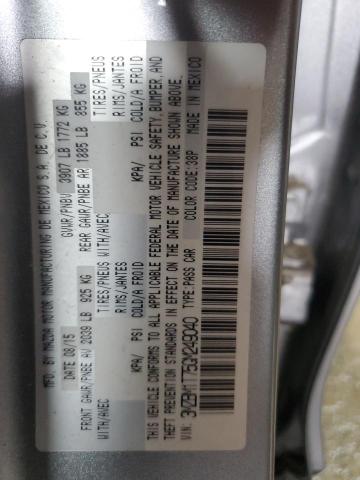 MFD. BY MAZDA MOTOR MANUFACTURING DE MEXICO S.A. DE C.V.
DATE 08/15 GVWR/PNBV 3907 LB 1772 KG
FRONT GAWR/PNBE AV 2039 LB 925 KG REAR GAWR/PNBE AR 1885 LB 855 KG
WITH/AVEC TIRES/PNEUS WITH/AVEC TIRES/PNEUS
RIMS/JANTES RIMS/JANTES
KPA/ PSI COLD/A FROID KPA/ PSI COLD/A FROID
THIS VEHICLE CONFORMS TO ALL APPLICABLE FEDERAL MOTOR VEHICLE SAFETY, BUMPER, AND
THEFT PREVENTION STANDARDS IN EFFECT ON THE DATE OF MANUFACTURE SHOWN ABOVE.
VIN: 3MZBM1T75GM249040 TYPE: PASS CAR COLOR: 38P MADE IN MEXICO